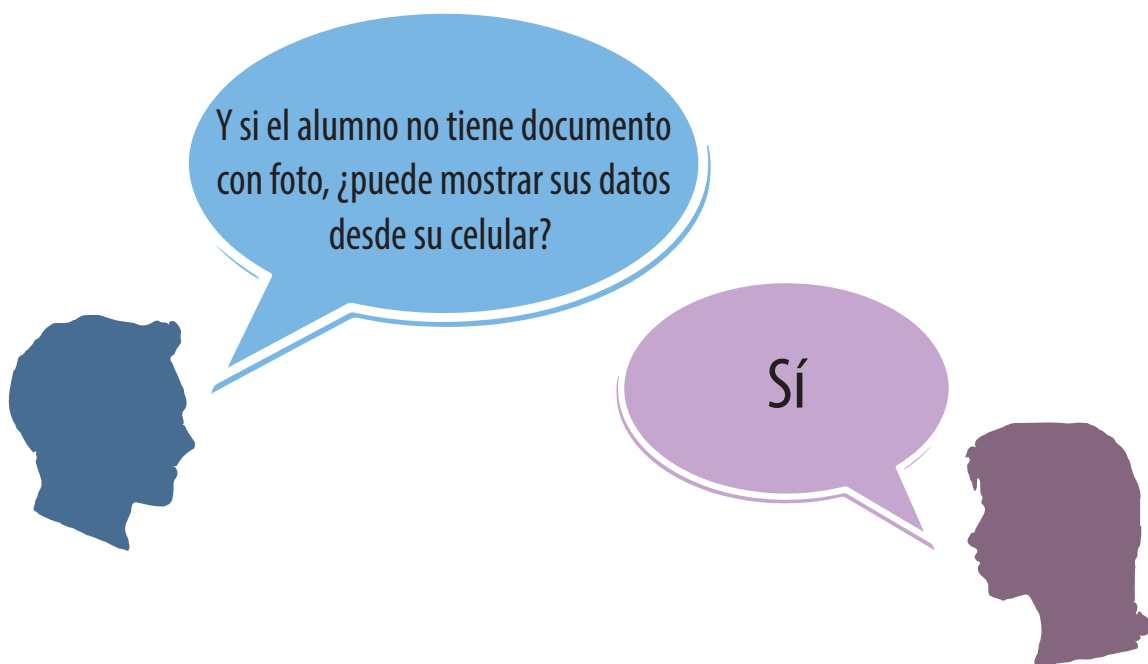 Y si el alumno no tiene documento
con foto, ¿puede mostrar sus datos
desde su celular?
Sí